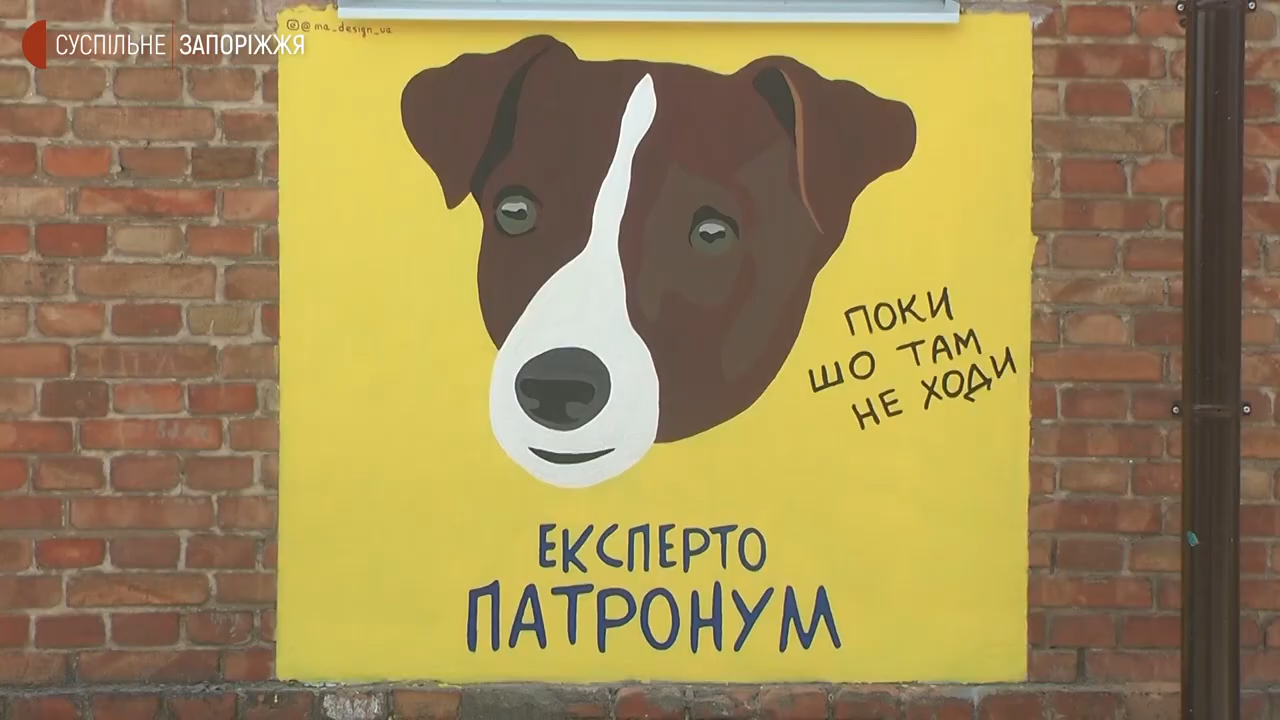 СУСПІЛЬНЕ ЗАПОРІЖЖЯ
@ma_design_ua
ПОКИ
ШО ТАМ
НЕ ХОДИ
ЕКСПЕРТО
ПАТРОНУМ